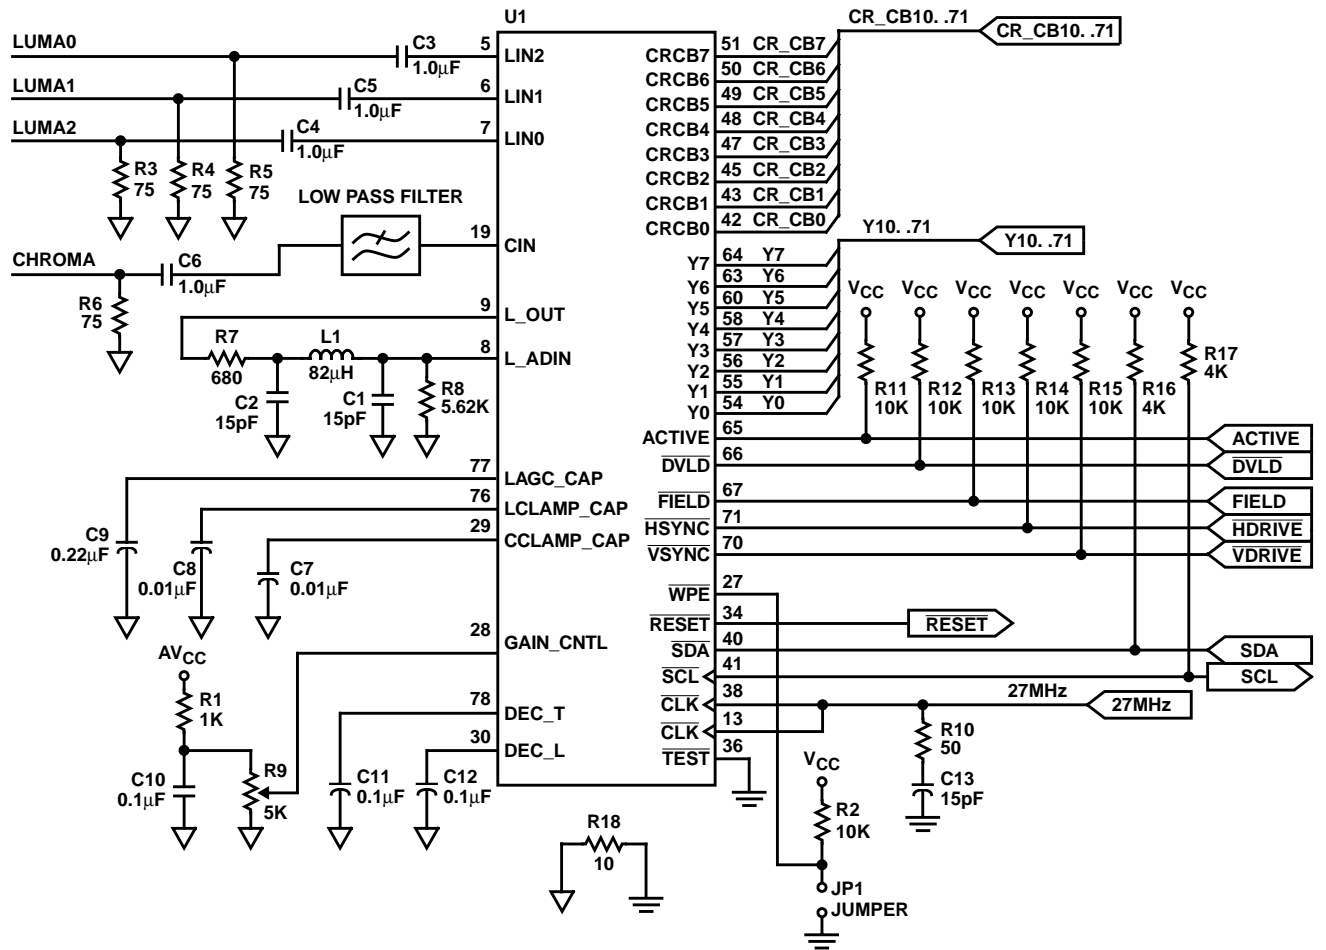 U1
LUMA0
C3
1.0μF
5
LIN2
LUMA1
C5
1.0μF
6
LIN1
LUMA2
C4
1.0μF
7
LIN0
R3
75
R4
75
R5
75
LOW PASS FILTER
19
CIN
CHROMA
C6
1.0μF
R6
75
9
L_OUT
R7
680
L1
82μH
8
L_ADIN
C2
15pF
C1
15pF
R8
5.62K
77
LAGC_CAP
76
LCLAMP_CAP
29
CCLAMP_CAP
C9
0.22μF
C8
0.01μF
C7
0.01μF
28
GAIN_CNTL
AVCC
R1
1K
78
DEC_T
30
DEC_L
C10
0.1μF
R9
5K
C11
0.1μF
C12
0.1μF
R18
10
CR_CB10. .71
CR_CB10. .71
CRCB7 51 CR_CB7
CRCB6 50 CR_CB6
CRCB5 49 CR_CB5
CRCB4 48 CR_CB4
CRCB3 47 CR_CB3
CRCB2 45 CR_CB2
CRCB1 43 CR_CB1
CRCB0 42 CR_CB0
Y10. .71
Y10. .71
Y7 64 Y7
Y6 63 Y6
Y5 60 Y5
Y4 58 Y4
Y3 57 Y3
Y2 56 Y2
Y1 55 Y1
Y0 54 Y0
VCC VCC VCC VCC VCC VCC VCC
R11
10K
R12
10K
R13
10K
R14
10K
R15
10K
R16
4K
R17
4K
ACTIVE 65 ACTIVE
DVLD 66 DVLD
FIELD 67 FIELD
HSYNC 71 HDRIVE
VSYNC 70 VDRIVE
WPE 27
RESET 34 RESET
SDA 40 SDA
SCL 41 SCL
CLK 38 27MHz 27MHz
CLK 13
TEST 36
R10
50
C13
15pF
VCC
R2
10K
JP1
JUMPER